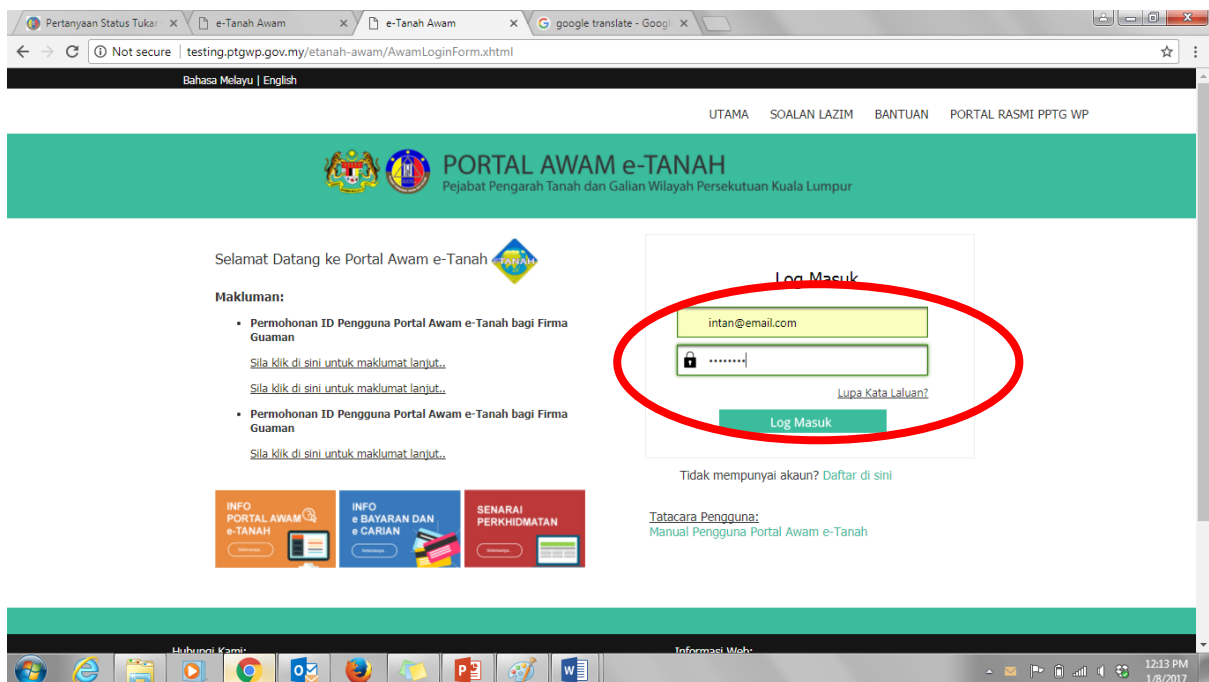 Pertanyaan Status Tukar
e-Tanah Awam
e-Tanah Awam
google translate - Googl
Not secure | testing.ptgwp.gov.my/etanah-awam/AwamLoginForm.xhtml
Bahasa Melayu | English
UTAMA SOALAN LAZIM BANTUAN PORTAL RASMI PPTG WP
PORTAL AWAM e-TANAH
Pejabat Pengarah Tanah dan Galian Wilayah Persekutuan Kuala Lumpur
Selamat Datang ke Portal Awam e-Tanah
Makluman:
• Permohonan ID Pengguna Portal Awam e-Tanah bagi Firma
Guaman
Sila klik di sini untuk maklumat lanjut..
Sila klik di sini untuk maklumat lanjut..
• Permohonan ID Pengguna Portal Awam e-Tanah bagi Firma
Guaman
Sila klik di sini untuk maklumat lanjut..
INFO
PORTAL AWAM
e-TANAH
INFO
e BAYARAN DAN
e CARIAN
SENARAI
PERKHIDMATAN
Log Masuk
intan@email.com
••••••••
Lupa Kata Laluan?
Log Masuk
Tidak mempunyai akaun? Daftar di sini
Tatacara Pengguna:
Manual Pengguna Portal Awam e-Tanah
Hubungi Kami:
Informasi Web:
12:13 PM
1/8/2017